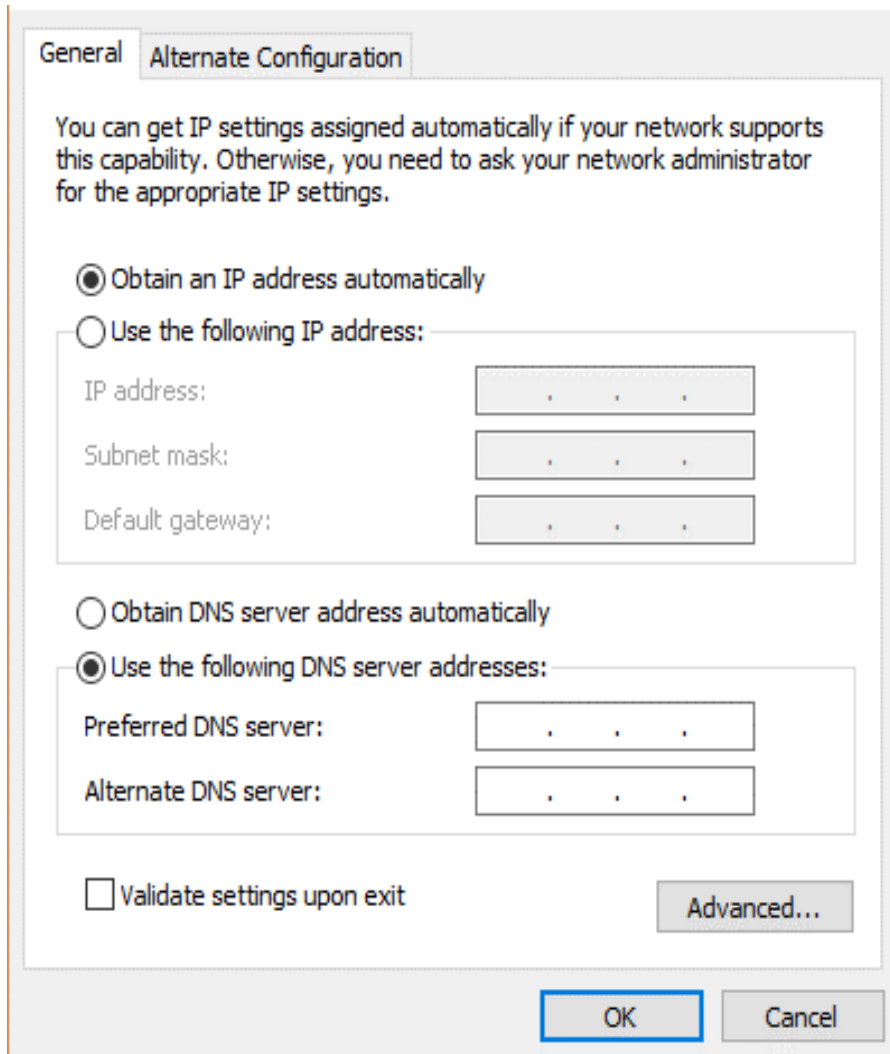 General
Alternate Configuration
You can get IP settings assigned automatically if your network supports
this capability. Otherwise, you need to ask your network administrator
for the appropriate IP settings.
Obtain an IP address automatically
Use the following IP address:
IP address:
. . .
Subnet mask:
. . .
Default gateway:
. . .
Obtain DNS server address automatically
Use the following DNS server addresses:
Preferred DNS server:
. . .
Alternate DNS server:
. . .
Validate settings upon exit
Advanced...
OK
Cancel